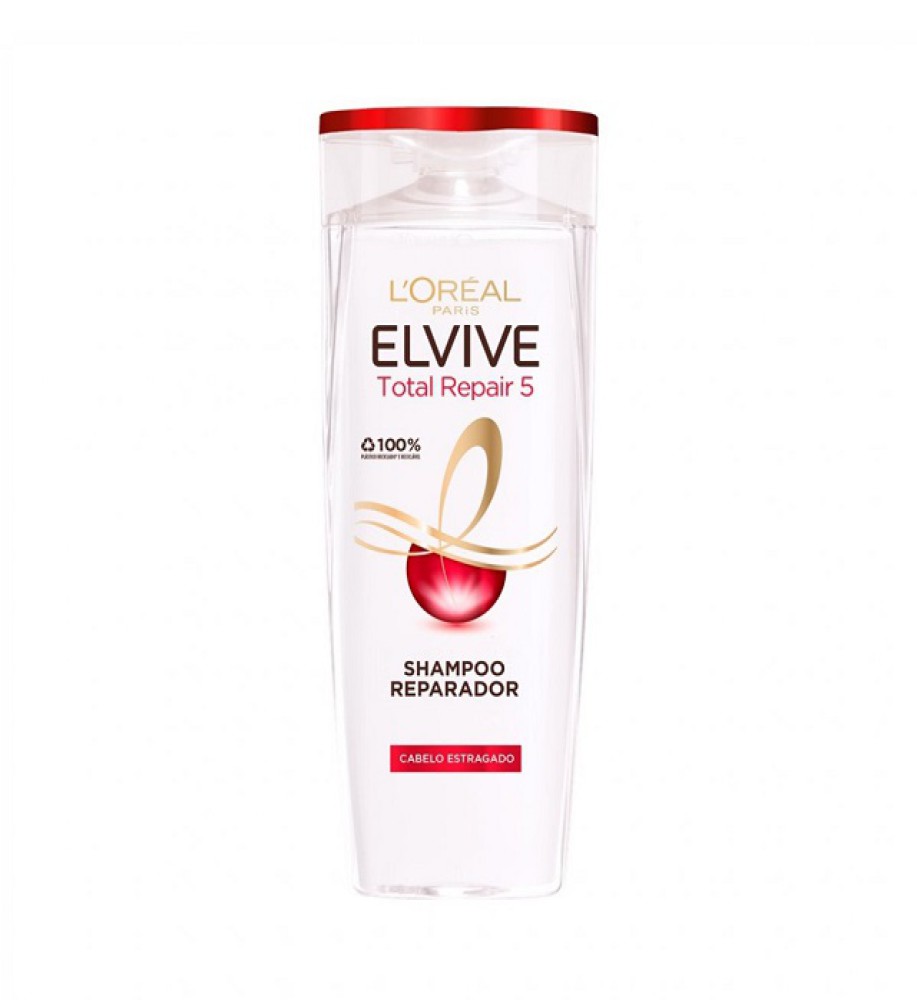 L'ORÉAL
PARIS
ELVIVE
Total Repair 5
100%
SHAMPOO
REPARADOR
CABELO ESTRAGADO